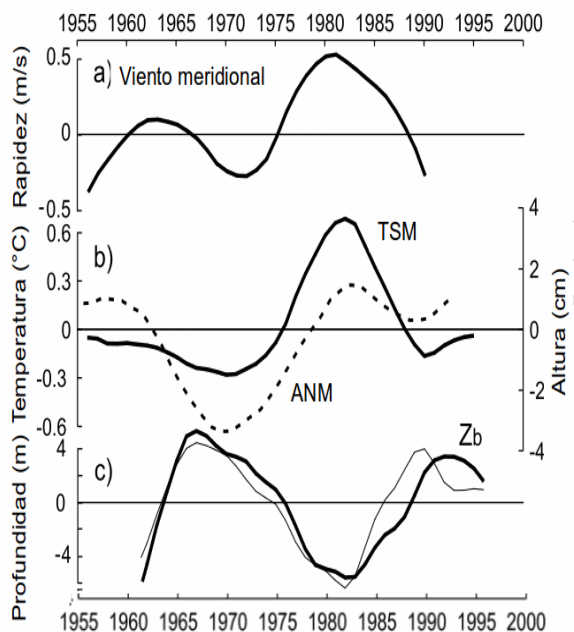 1955 1960 1965 1970 1975 1980 1985 1990 1995 2000
0.5
a) Viento meridional
Rapidez (m/s)
0
-0.5
4
0.6
TSM
b)
0.3
2
Temperatura (°C)
0
0
Altura (cm)
-0.3
ANM
-2
-0.6
-4
4
c)
Zb
Profundidad (m)
0
-4
1955 1960 1965 1970 1975 1980 1985 1990 1995 2000